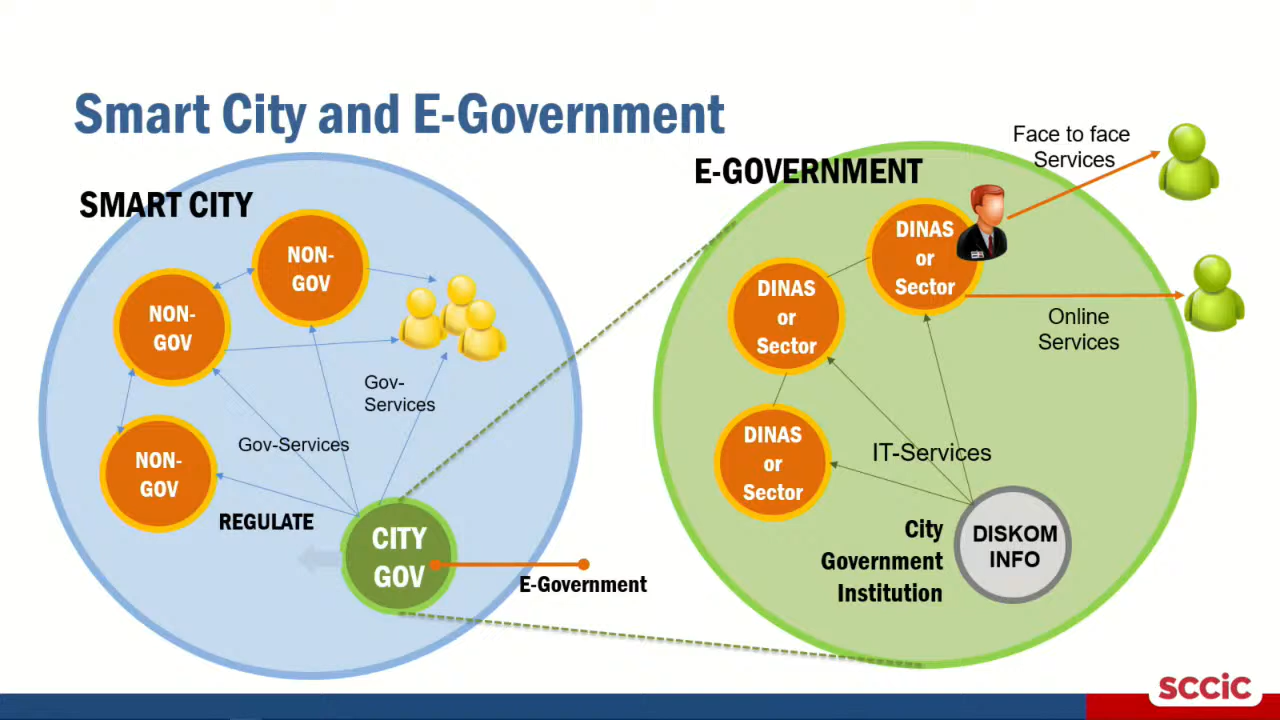 Smart City and E-Government
SMART CITY
NON-
GOV
NON-
GOV
NON-
GOV
Gov-
Services
Gov-Services
REGULATE
CITY
GOV
E-Government
E-GOVERNMENT
Face to face
Services
DINAS
or
Sector
DINAS
or
Sector
DINAS
or
Sector
Online
Services
IT-Services
City
Government
Institution
DISKOM
INFO
sccic